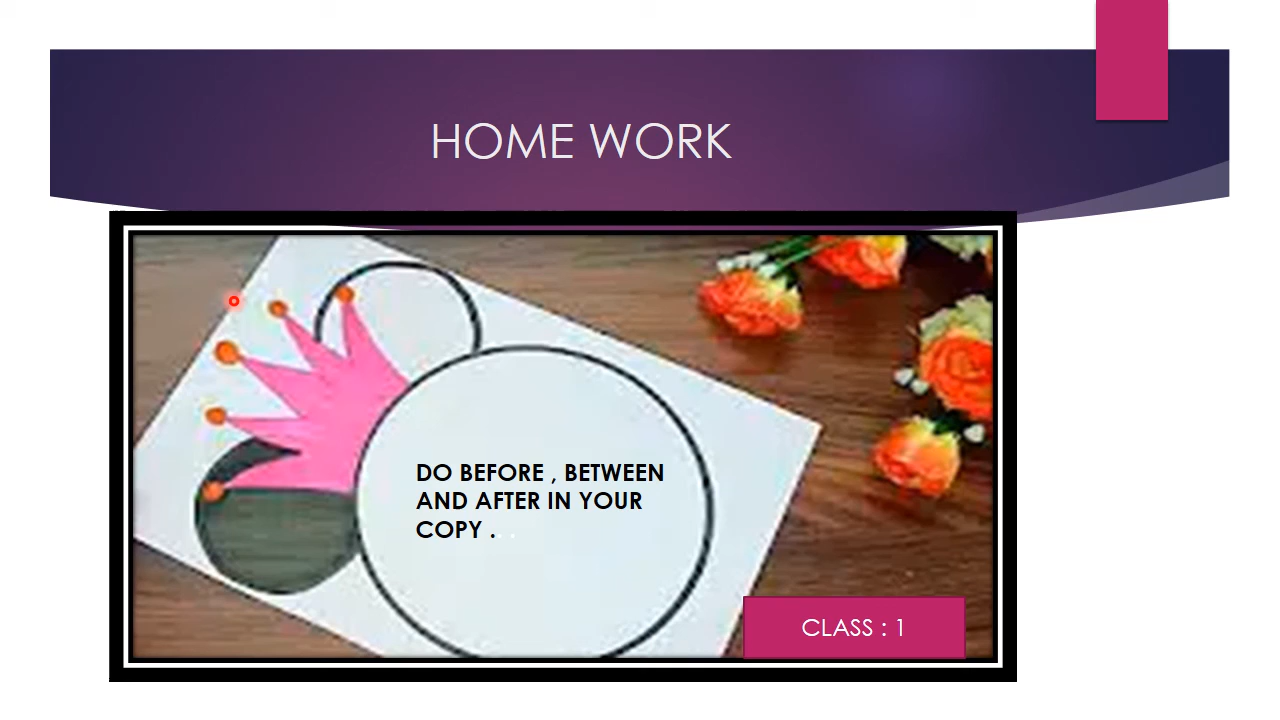 HOME WORK
DO BEFORE , BETWEEN
AND AFTER IN YOUR
COPY .
CLASS : 1